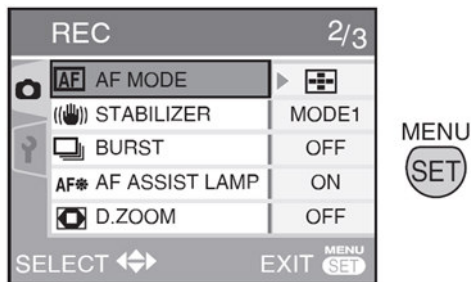 REC 2/3
AF AF MODE
STABILIZER MODE1
BURST OFF
AF* AF ASSIST LAMP ON
D.ZOOM OFF
SELECT EXIT MENU SET
MENU
SET